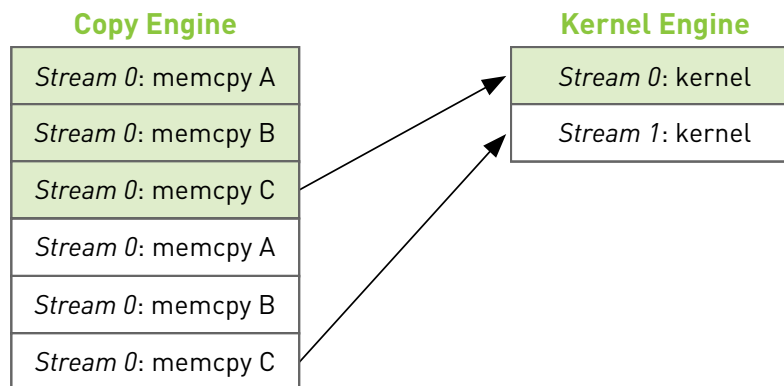 Copy Engine
Stream 0: memcpy A
Stream 0: memcpy B
Stream 0: memcpy C
Stream 0: memcpy A
Stream 0: memcpy B
Stream 0: memcpy C
Kernel Engine
Stream 0: kernel
Stream 1: kernel